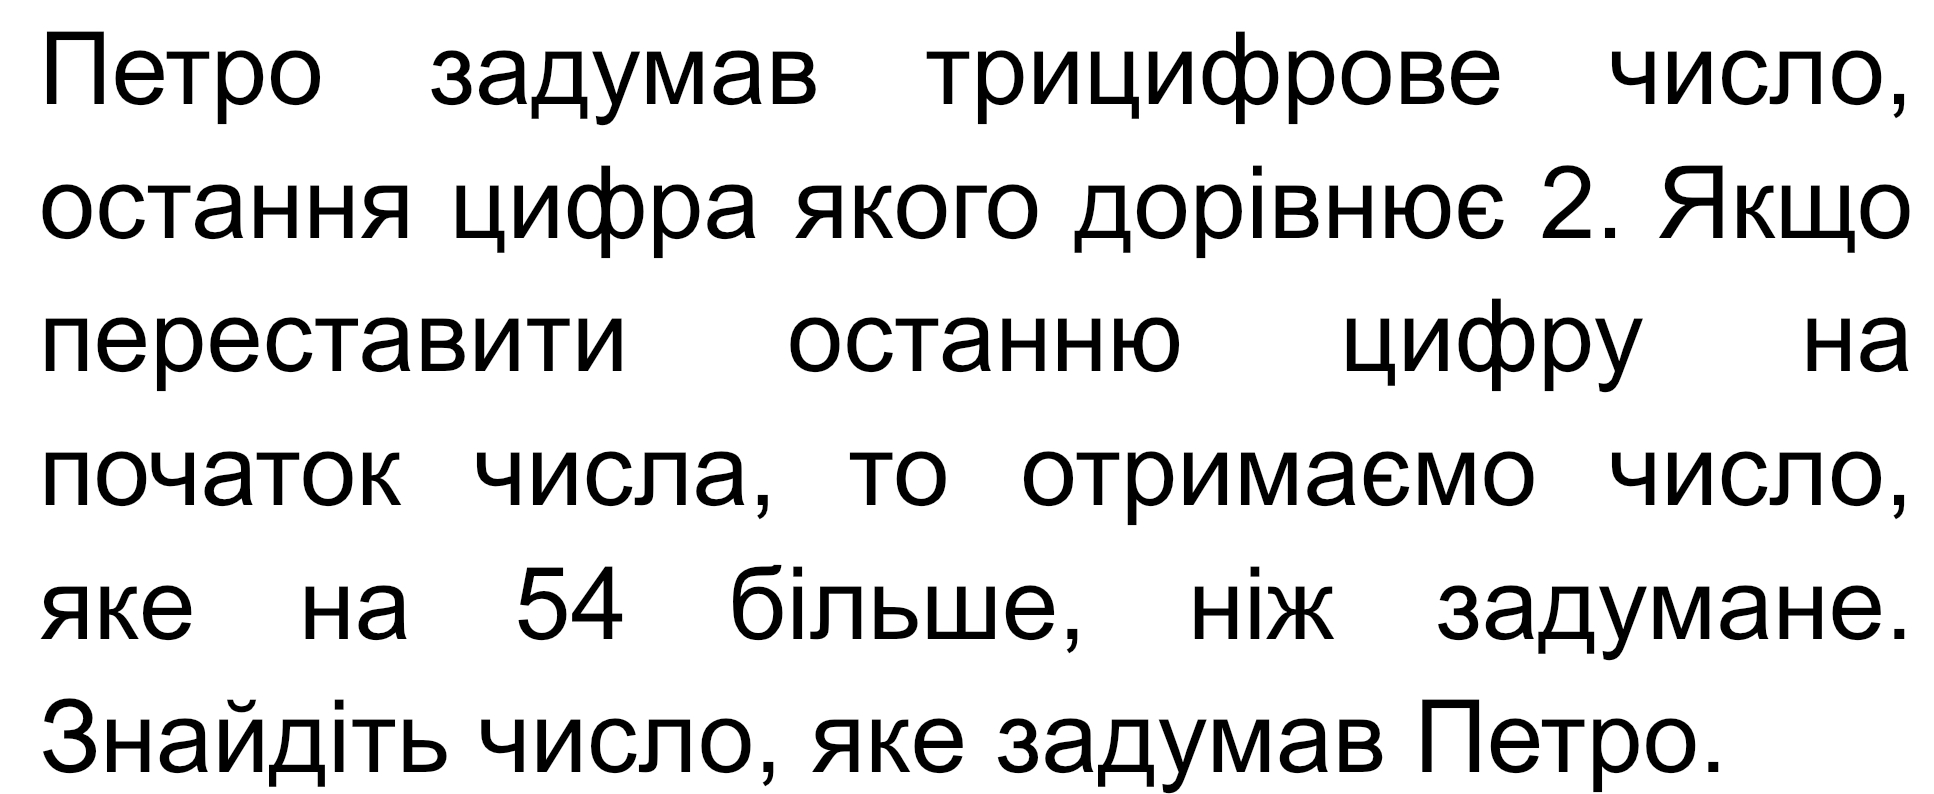 Петро задумав трицифрове число,
остання цифра якого дорівнює 2. Якщо
переставити останню цифру на
початок числа, то отримаємо число,
яке на 54 більше, ніж задумане.
Знайдіть число, яке задумав Петро.